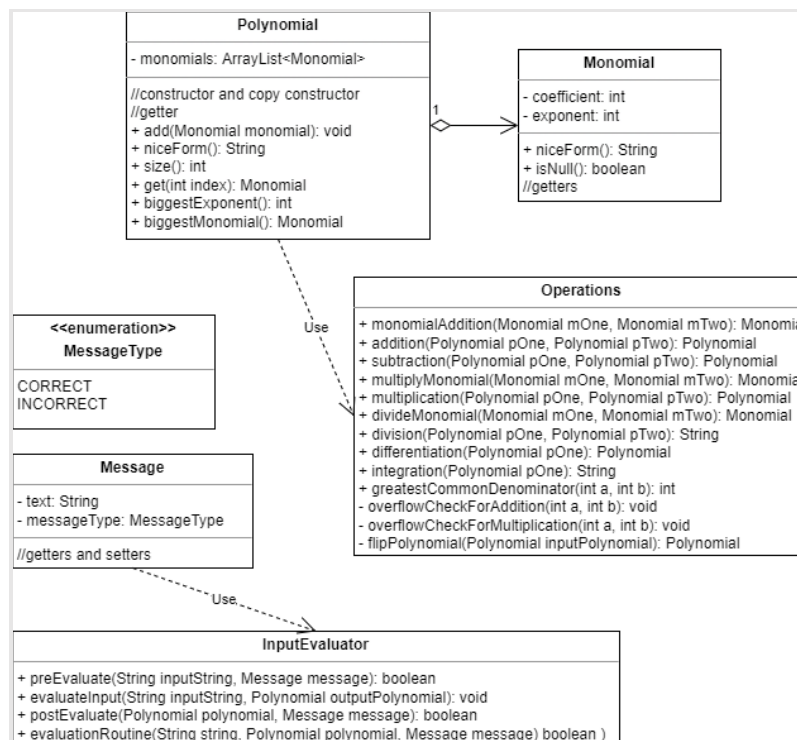 Polynomial
- monomials: ArrayList<Monomial>
//constructor and copy constructor
//getter
+ add(Monomial monomial): void
+ niceForm(): String
+ size(): int
+ get(int index): Monomial
+ biggestExponent(): int
+ biggestMonomial(): Monomial
1
Monomial
- coefficient: int
- exponent: int
+ niceForm(): String
+ isNull(): boolean
//getters
Use
Operations
+ monomialAddition(Monomial mOne, Monomial mTwo): Monomia
+ addition(Polynomial pOne, Polynomial pTwo): Polynomial
+ subtraction(Polynomial pOne, Polynomial pTwo): Polynomial
+ multiplyMonomial(Monomial mOne, Monomial mTwo): Monomia
+ multiplication(Polynomial pOne, Polynomial pTwo): Polynomial
+ divideMonomial(Monomial mOne, Monomial mTwo): Monomial
+ division(Polynomial pOne, Polynomial pTwo): String
+ differentiation(Polynomial pOne): Polynomial
+ integration(Polynomial pOne): String
+ greatestCommonDenominator(int a, int b): int
- overflowCheckForAddition(int a, int b): void
- overflowCheckForMultiplication(int a, int b): void
- flipPolynomial(Polynomial inputPolynomial): Polynomial
<<enumeration>>
MessageType
CORRECT
INCORRECT
Message
- text: String
- messageType: MessageType
//getters and setters
Use
InputEvaluator
+ preEvaluate(String inputString, Message message): boolean
+ evaluateInput(String inputString, Polynomial outputPolynomial): void
+ postEvaluate(Polynomial polynomial, Message message): boolean
+ evaluationRoutine(String string, Polynomial polynomial, Message message) boolean )